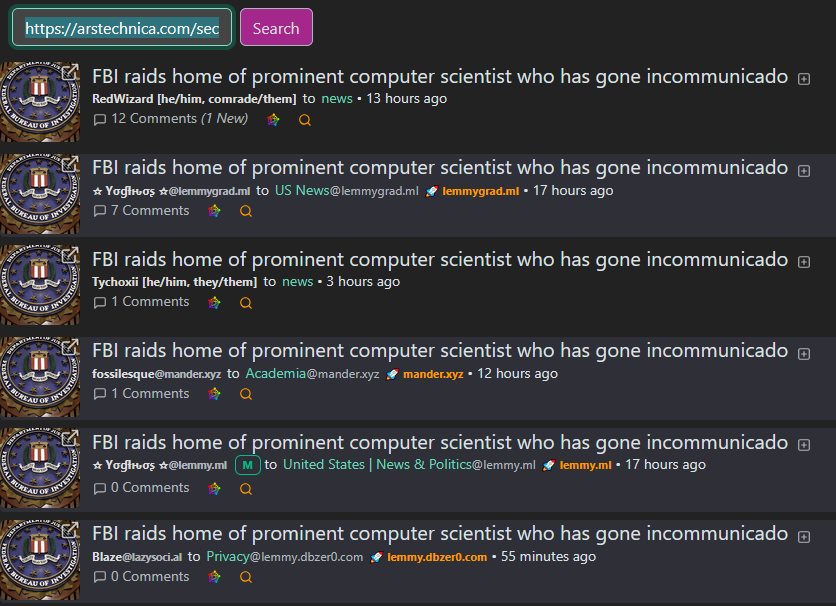 https://arstechnica.com/sec Search
FBI raids home of prominent computer scientist who has gone incommunicado
RedWizard [he/him, comrade/them] to news • 13 hours ago
12 Comments (1 New)
FBI raids home of prominent computer scientist who has gone incommunicado
☆ Yσɠƚԋσʂ ☆@lemmygrad.ml to US News@lemmygrad.ml 🚀 lemmygrad.ml • 17 hours ago
7 Comments
FBI raids home of prominent computer scientist who has gone incommunicado
Tychoxii [he/him, they/them] to news • 3 hours ago
1 Comments
FBI raids home of prominent computer scientist who has gone incommunicado
fossilesque@mander.xyz to Academia@mander.xyz 🚀 mander.xyz • 12 hours ago
1 Comments
FBI raids home of prominent computer scientist who has gone incommunicado
☆ Yσɠƚԋσʂ ☆@lemmy.ml M to United States | News & Politics@lemmy.ml 🚀 lemmy.ml • 17 hours ago
0 Comments
FBI raids home of prominent computer scientist who has gone incommunicado
Blaze@lazysoci.al to Privacy@lemmy.dbzer0.com 🚀 lemmy.dbzer0.com • 55 minutes ago
0 Comments